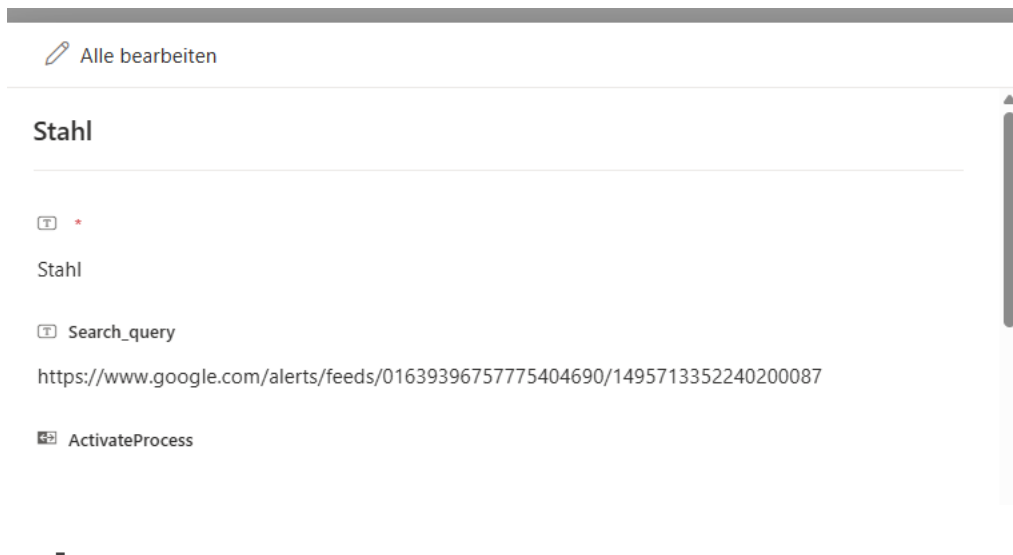 Alle bearbeiten
Stahl
*
Stahl
Search_query
https://www.google.com/alerts/feeds/01639396757775404690/1495713352240200087
ActivateProcess